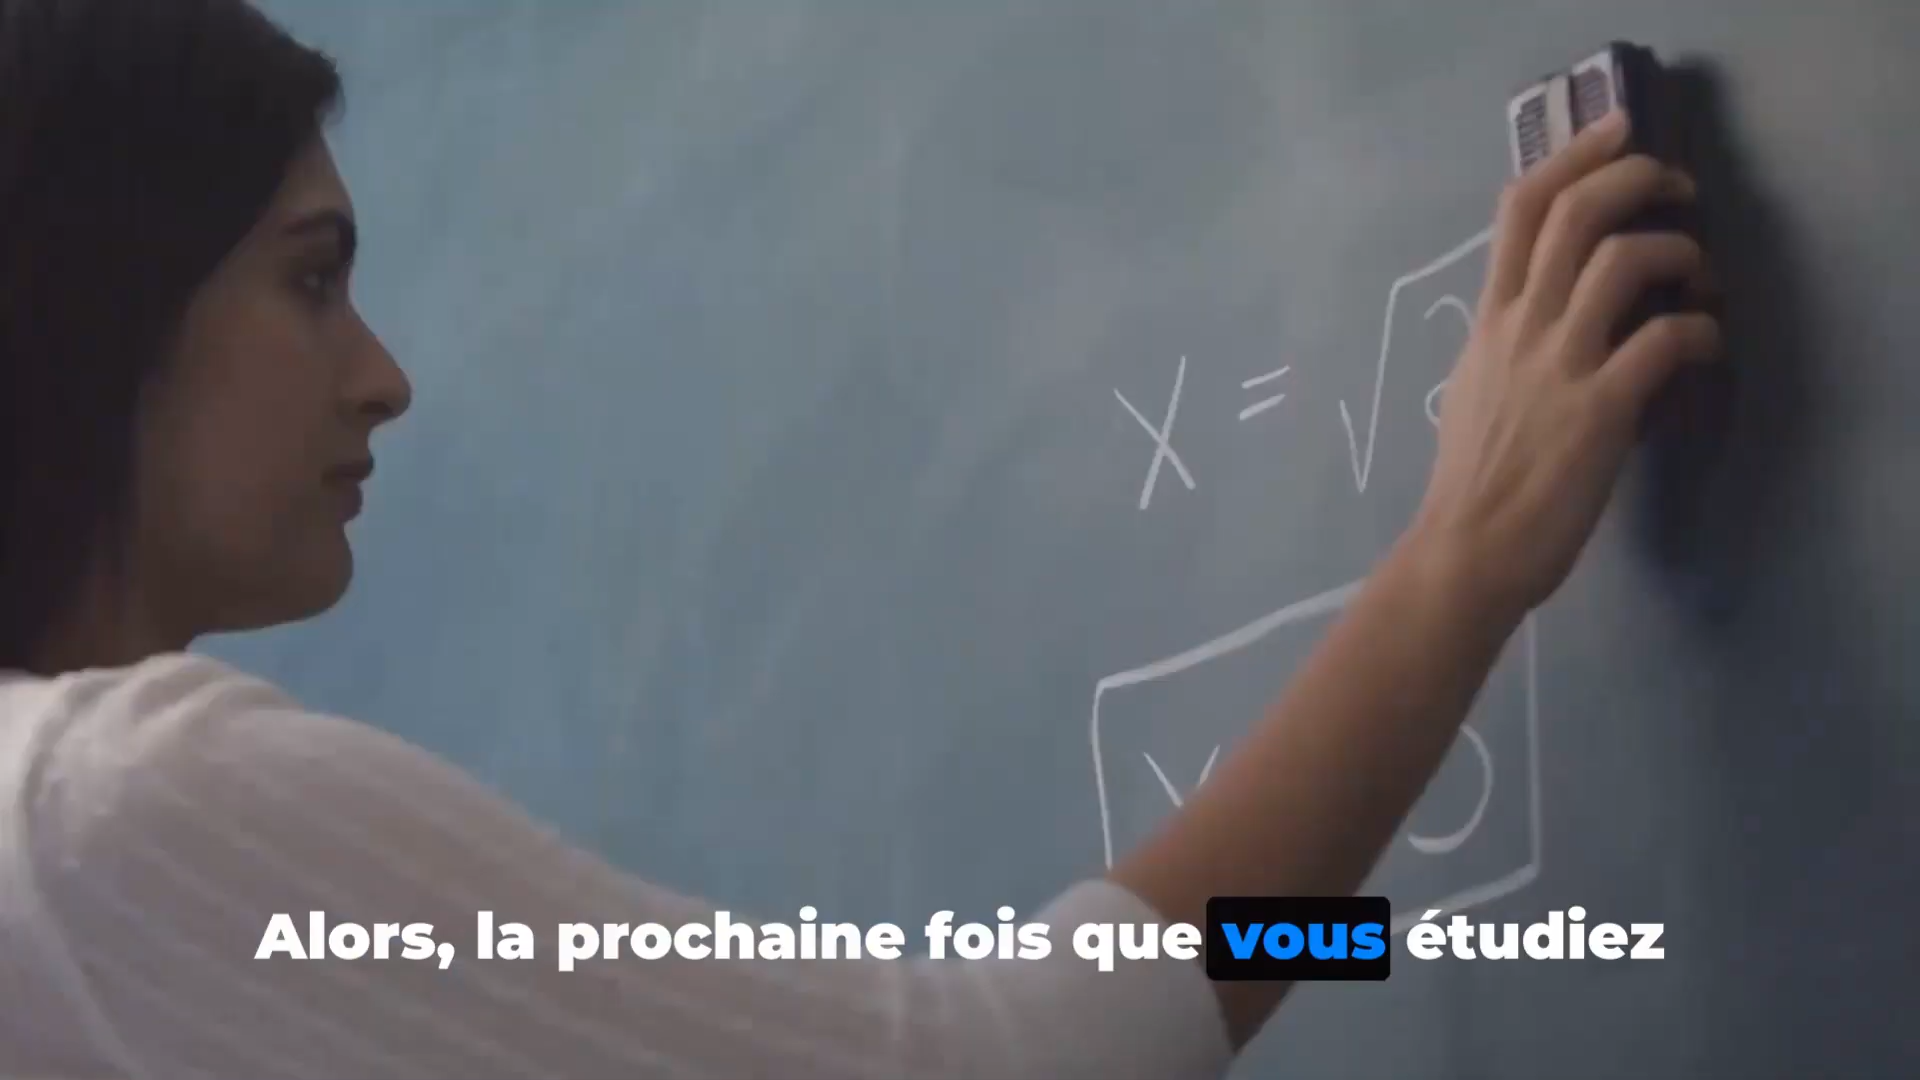 X = √
Alors, la prochaine fois que vous étudiez